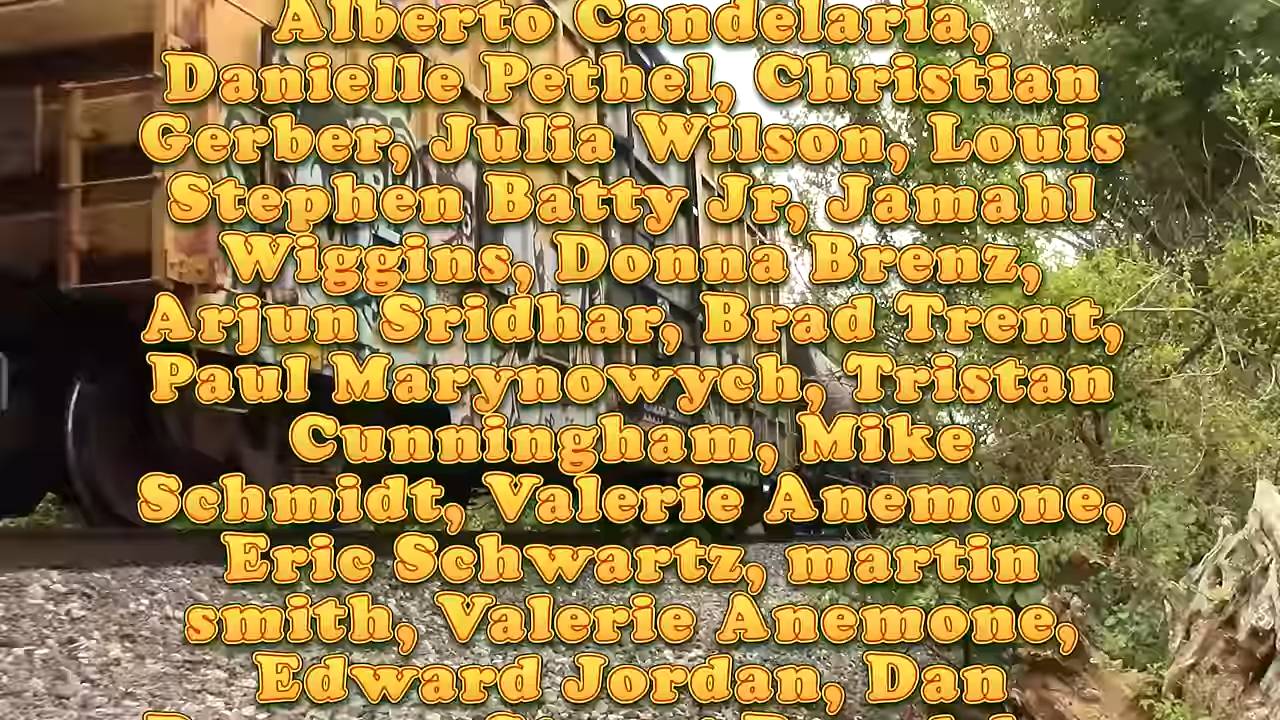 Alberto Candelaria,
Danielle Pethel, Christian
Gerber, Julia Wilson, Louis
Stephen Batty Jr, Jamahl
Wiggins, Donna Brenz,
Arjun Sridhar, Brad Trent,
Paul Marynowych, Tristan
Cunningham, Mike
Schmidt, Valerie Anemone,
Eric Schwartz, martin
smith, Valerie Anemone,
Edward Jordan, Dan